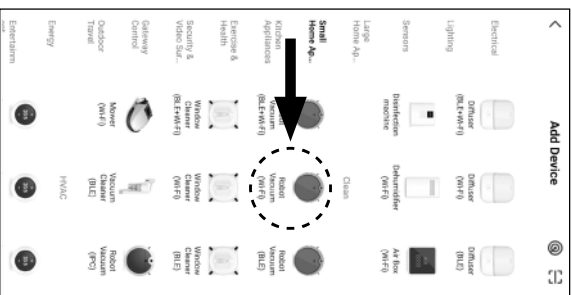 Add Device
Electrical
Lighting
Sensors
Large
Home Ap...
Small
Home Ap...
Kitchen
Appliances
Exercise &
Health
Security &
Video Sur...
Gateway
Control
Outdoor
Travel
Energy
Entertainm
Diffuser
(BLE+Wi-Fi)
Diffuser
(Wi-Fi)
Diffuser
(BLE)
Disinfection
machine
Dehumidifier
(Wi-Fi)
Air Box
(Wi-Fi)
Clean
Vacuum
(BLE+Wi-Fi)
Robot
Vacuum
(Wi-Fi)
Robot
Vacuum
(BLE)
Window
Cleaner
(BLE+Wi-Fi)
Window
Cleaner
(Wi-Fi)
Window
Cleaner
(BLE)
Mower
(Wi-Fi)
Vacuum
Cleaner
(BLE)
Robot
Vacuum
(IPC)
HVAC